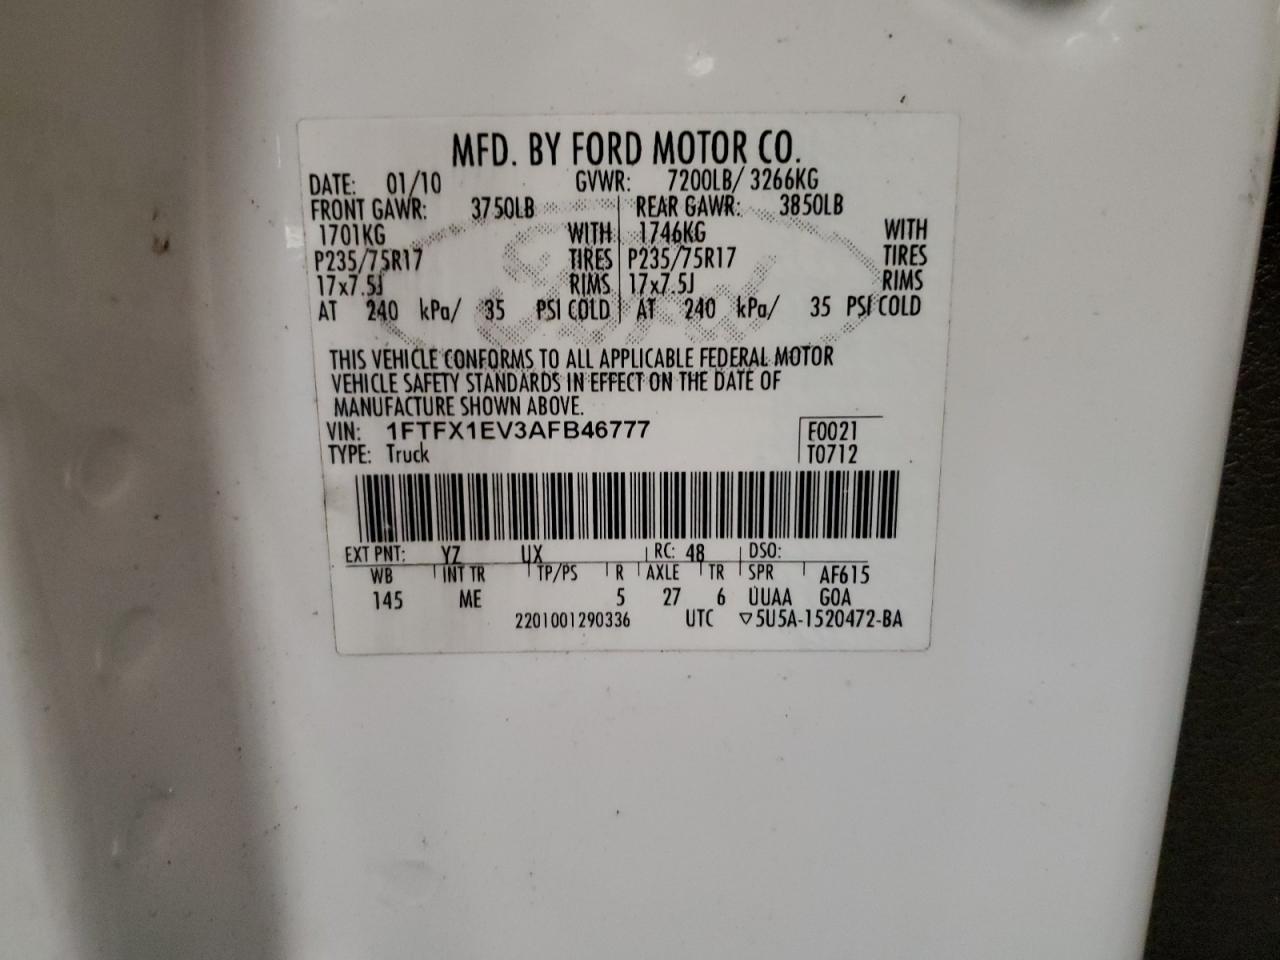 MFD. BY FORD MOTOR CO.
DATE: 01/10 GVWR: 7200LB/ 3266KG
FRONT GAWR: 3750LB REAR GAWR: 3850LB
1701KG WITH 1746KG WITH
P235/75R17 TIRES P235/75R17 TIRES
17x7.5J RIMS 17x7.5J RIMS
AT 240 kPa/ 35 PSI COLD AT 240 kPa/ 35 PSI COLD
Ford
THIS VEHICLE CONFORMS TO ALL APPLICABLE FEDERAL MOTOR
VEHICLE SAFETY STANDARDS IN EFFECT ON THE DATE OF
MANUFACTURE SHOWN ABOVE.
VIN: 1FTFX1EV3AFB46777 F0021
TYPE: Truck T0712
EXT PNT: YZ UX RC: 48 DSO:
WB INT TR TP/PS R AXLE TR SPR AF615
145 ME 5 27 6 UUAA GOA
2201001290336 UTC ▽5U5A-1520472-BA